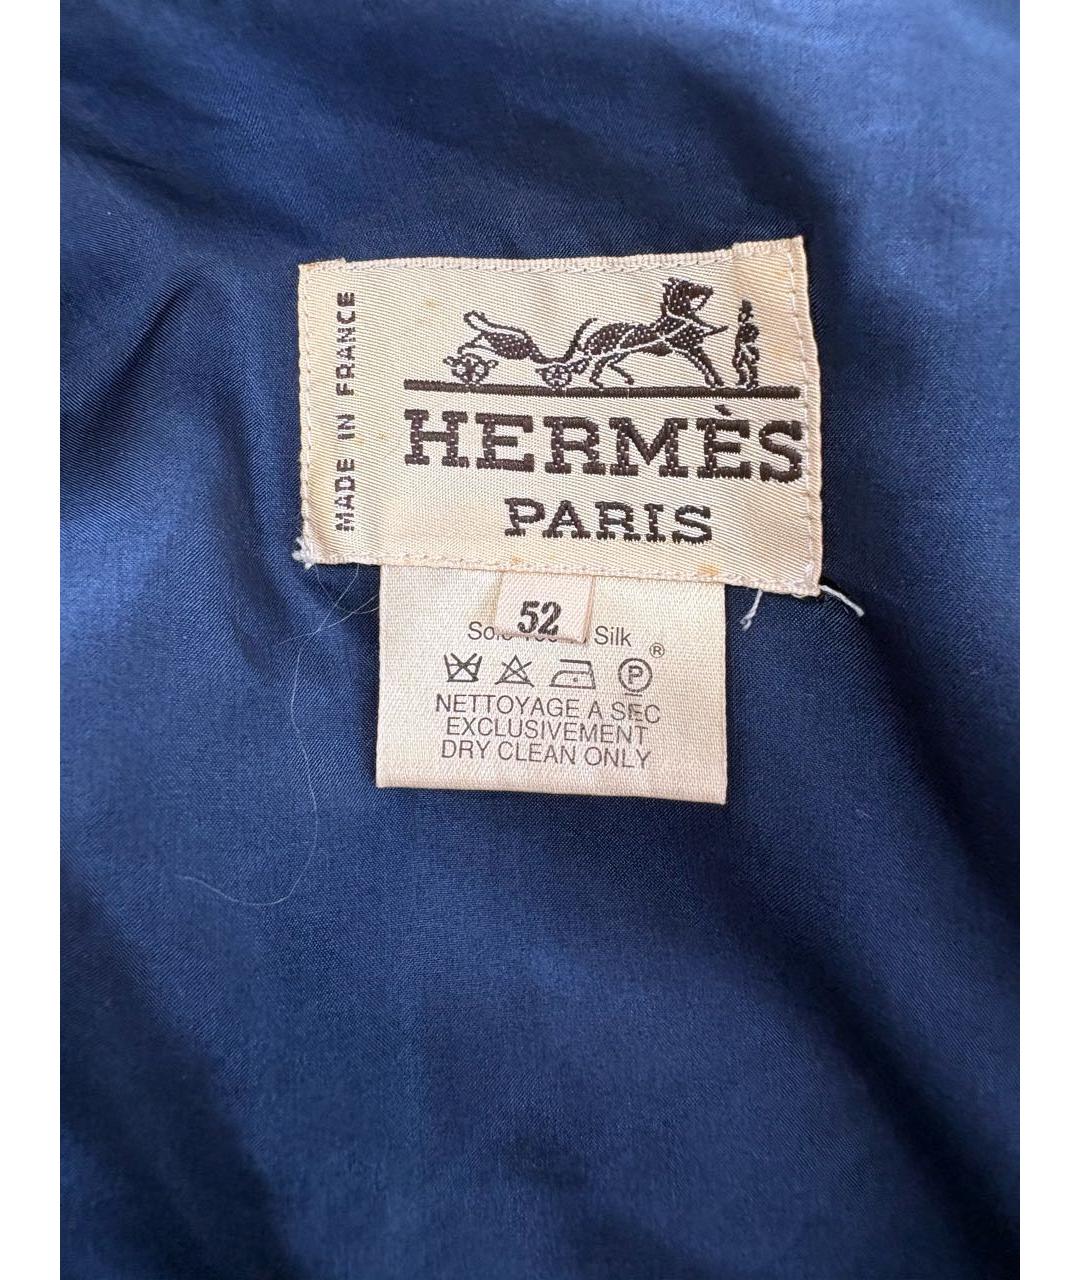 MADE IN FRANCE
HERMÈS
PARIS
52
Silk
®
P
NETTOYAGE A SEC
EXCLUSIVEMENT
DRY CLEAN ONLY